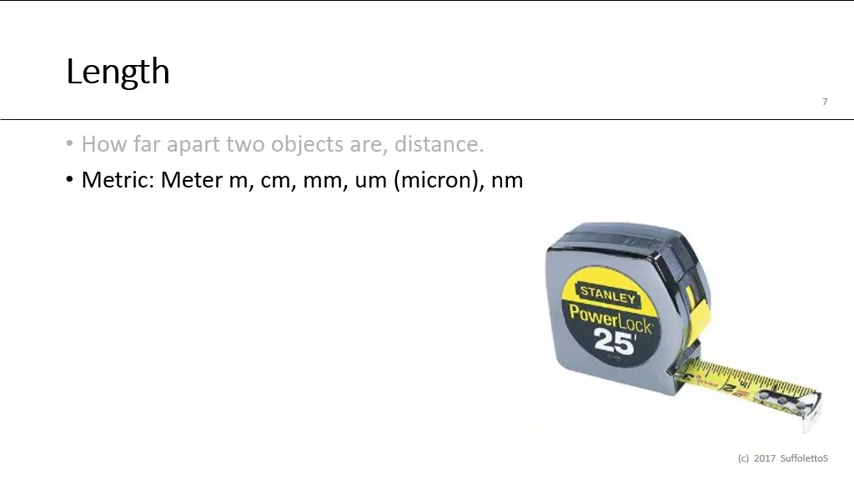 Length
7
• How far apart two objects are, distance.
• Metric: Meter m, cm, mm, um (micron), nm
STANLEY
PowerLock
25'
(c) 2017 SuffolettoS